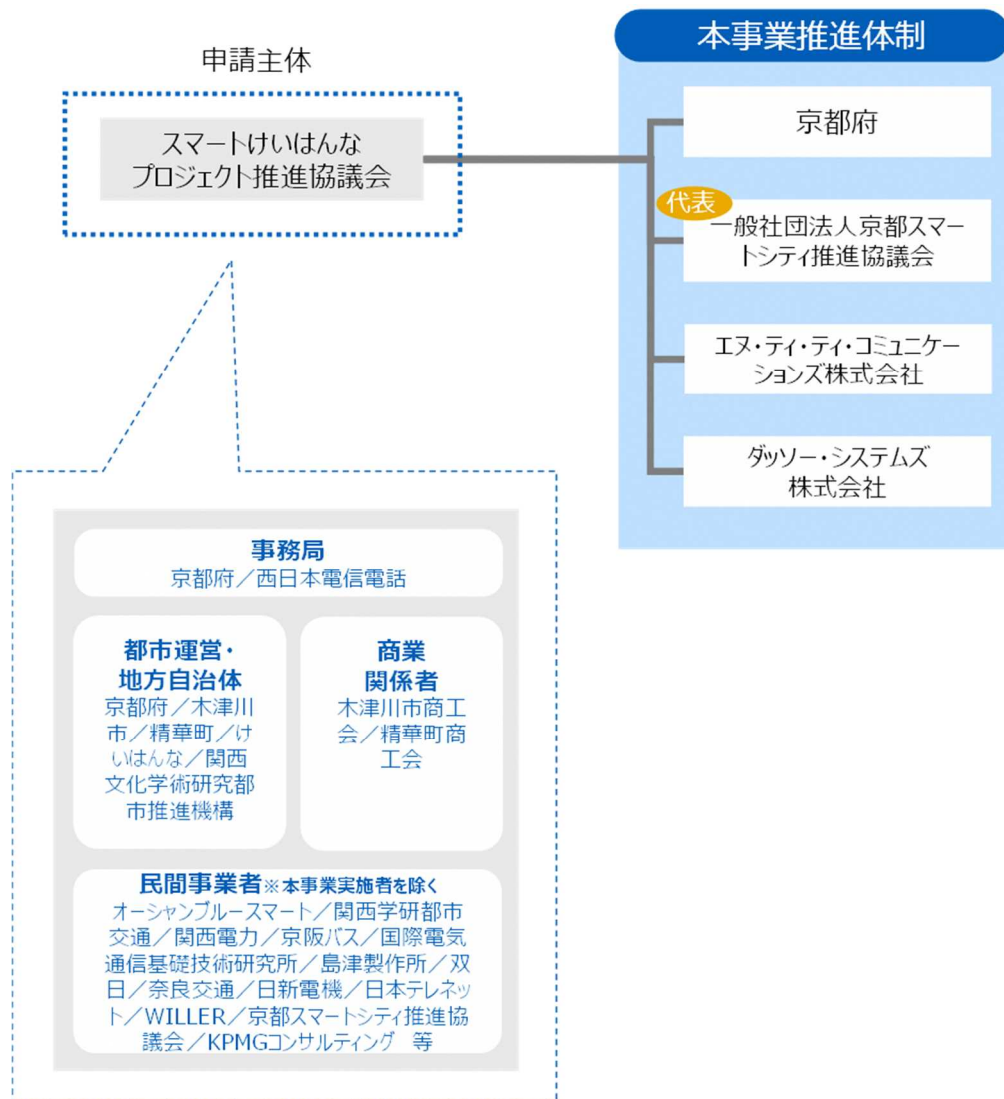 申請主体
スマートけいはんな
プロジェクト推進協議会
本事業推進体制
京都府
代表
一般社団法人京都スマー
トシティ推進協議会
エヌ・ティ・ティ・コミュニケー
ションズ株式会社
ダッソー・システムズ
株式会社
事務局
京都府／西日本電信電話
都市運営・
地方自治体
京都府／木津川
市／精華町／け
いはんな／関西
文化学術研究都
市推進機構
商業
関係者
木津川市商工
会／精華町商
工会
民間事業者※本事業実施者を除く
オーシャンブルースマート／関西学研都市
交通／関西電力／京阪バス／国際電気
通信基礎技術研究所／島津製作所／双
日／奈良交通／日新電機／日本テレネッ
ト／WILLER／京都スマートシティ推進協
議会／KPMGコンサルティング 等